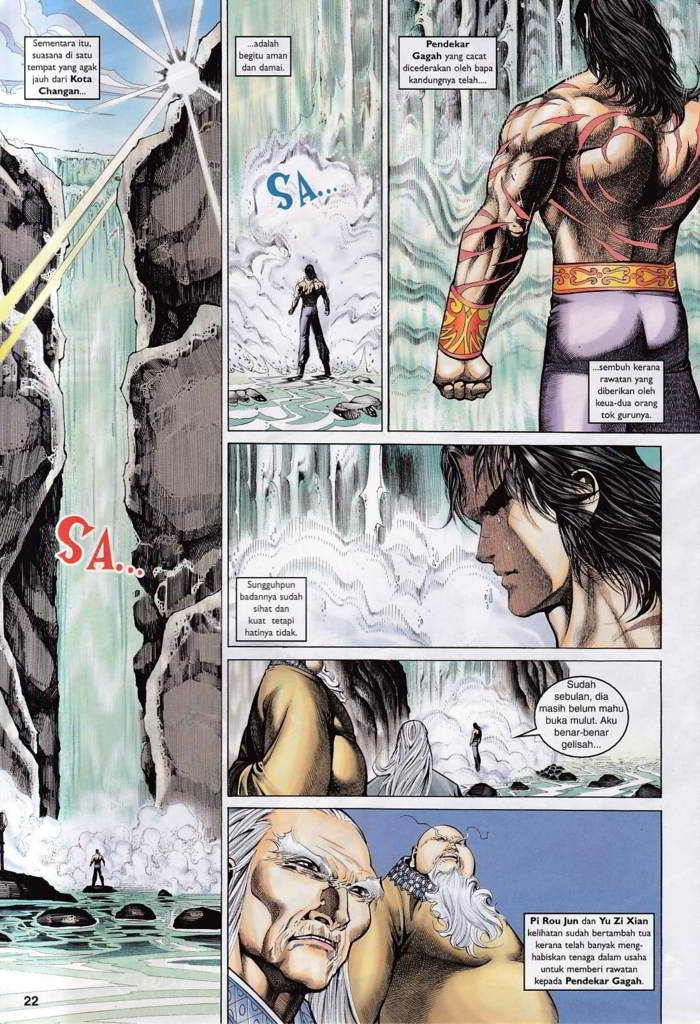 Sementara itu,
suasana di satu
tempat yang agak
jauh dari Kota
Changan...
...adalah
begitu aman
dan damai.
Pendekar
Gagah yang cacat
dicederakan oleh bapa
kandungnya telah....
SA...
SA...
...sembuh kerana
rawatan yang
diberikan oleh
keua-dua orang
tok gurunya.
Sungguhpun
badannya sudah
sihat dan
kuat tetapi
hatinya tidak.
Sudah
sebulan, dia
masih belum mahu
buka mulut. Aku
benar-benar
gelisah...
Pi Rou Jun dan Yu Zi Xian
kelihatan sudah bertambah tua
kerana telah banyak meng-
habiskan tenaga dalam usaha
untuk memberi rawatan
kepada Pendekar Gagah.
22